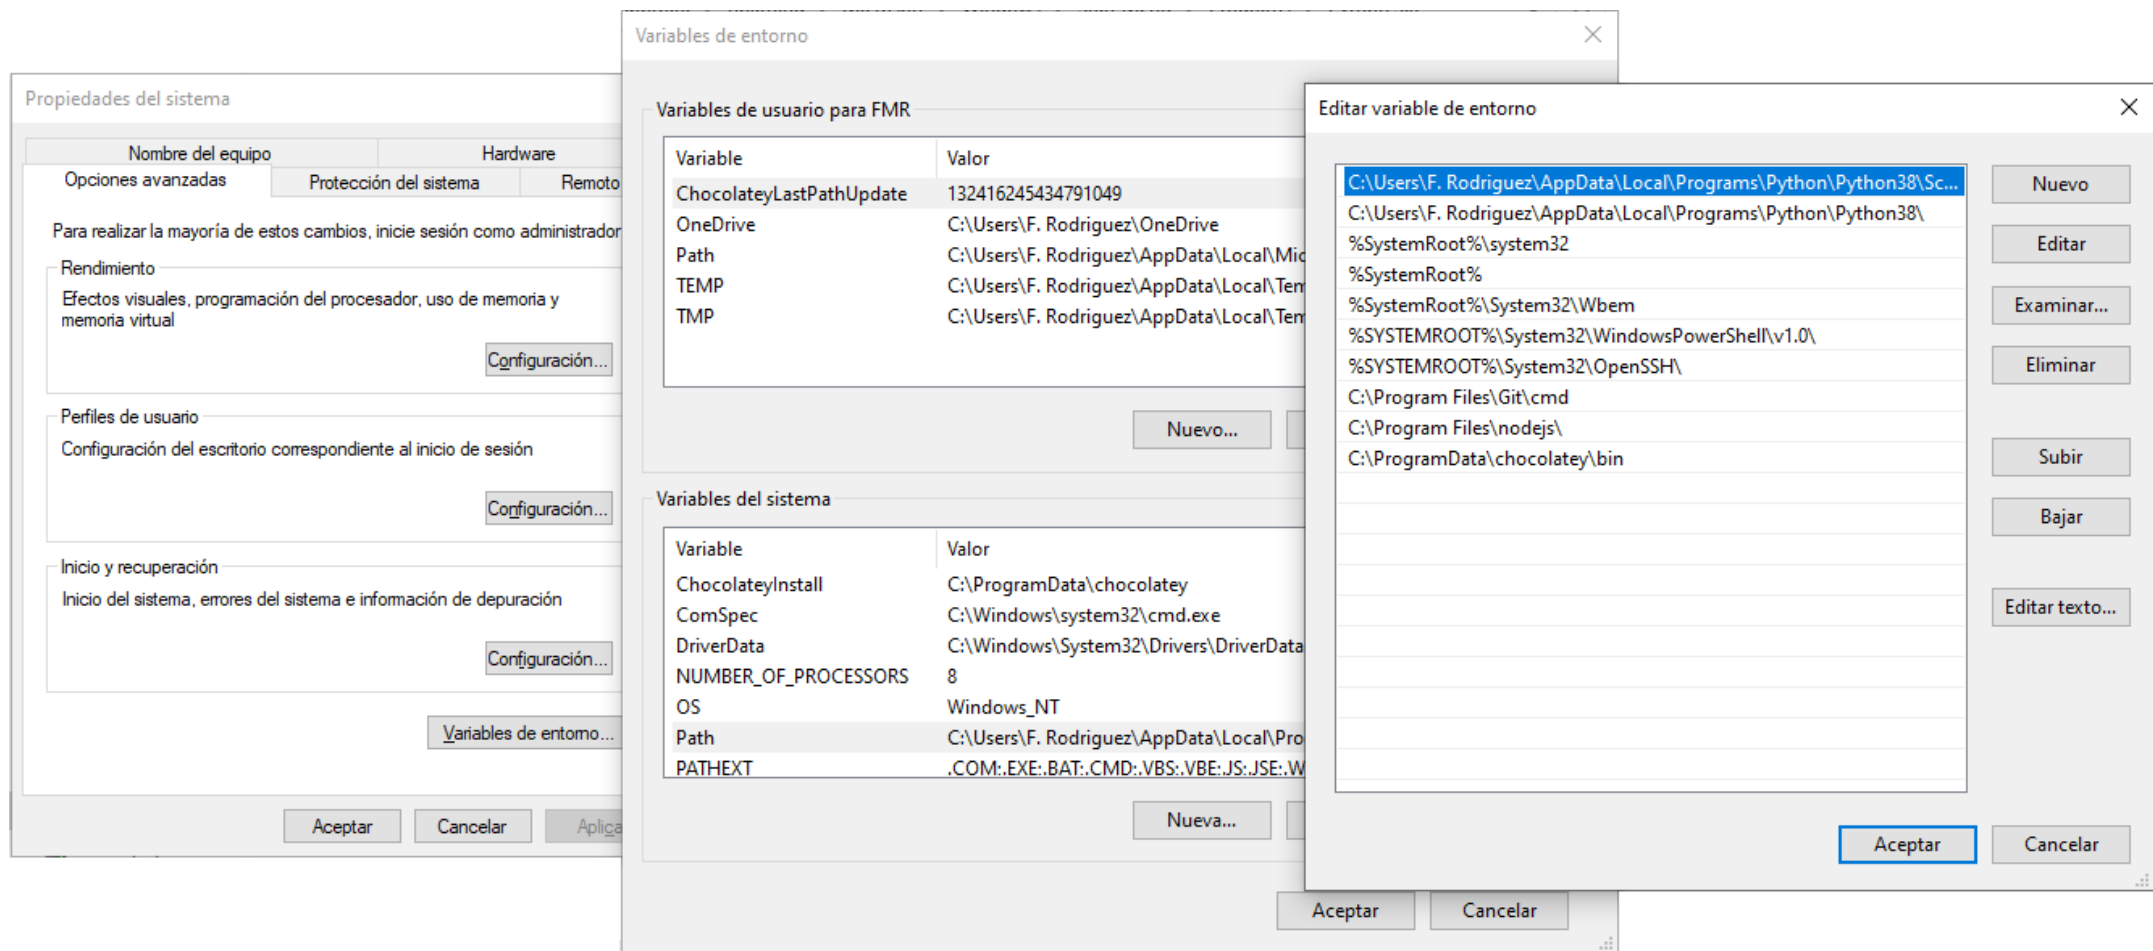 Propiedades del sistema
Nombre del equipo
Hardware
Opciones avanzadas
Protección del sistema
Remoto
Para realizar la mayoría de estos cambios, inicie sesión como administrador
Rendimiento
Efectos visuales, programación del procesador, uso de memoria y
memoria virtual
Configuración...
Perfiles de usuario
Configuración del escritorio correspondiente al inicio de sesión
Configuración...
Inicio y recuperación
Inicio del sistema, errores del sistema e información de depuración
Configuración...
Variables de entorno...
Aceptar
Cancelar
Aplica
Variables de entorno
Variables de usuario para FMR
Variable Valor
ChocolateyLastPathUpdate 132416245434791049
OneDrive C:\Users\F. Rodriguez\OneDrive
Path C:\Users\F. Rodriguez\AppData\Local\Mic
TEMP C:\Users\F. Rodriguez\AppData\Local\Tem
TMP C:\Users\F. Rodriguez\AppData\Local\Tem
Nuevo...
Variables del sistema
Variable Valor
ChocolateyInstall C:\ProgramData\chocolatey
ComSpec C:\Windows\system32\cmd.exe
DriverData C:\Windows\System32\Drivers\DriverData
NUMBER_OF_PROCESSORS 8
OS Windows_NT
Path C:\Users\F. Rodriguez\AppData\Local\Pro
PATHEXT .COM;.EXE;.BAT;.CMD;.VBS;.VBE;.JS;.JSE;.W
Nueva...
Aceptar
Cancelar
Editar variable de entorno
C:\Users\F. Rodriguez\AppData\Local\Programs\Python\Python38\Sc...
C:\Users\F. Rodriguez\AppData\Local\Programs\Python\Python38\
%SystemRoot%\system32
%SystemRoot%
%SystemRoot%\System32\Wbem
%SYSTEMROOT%\System32\WindowsPowerShell\v1.0\
%SYSTEMROOT%\System32\OpenSSH\
C:\Program Files\Git\cmd
C:\Program Files\nodejs\
C:\ProgramData\chocolatey\bin
Nuevo
Editar
Examinar...
Eliminar
Subir
Bajar
Editar texto...
Aceptar
Cancelar